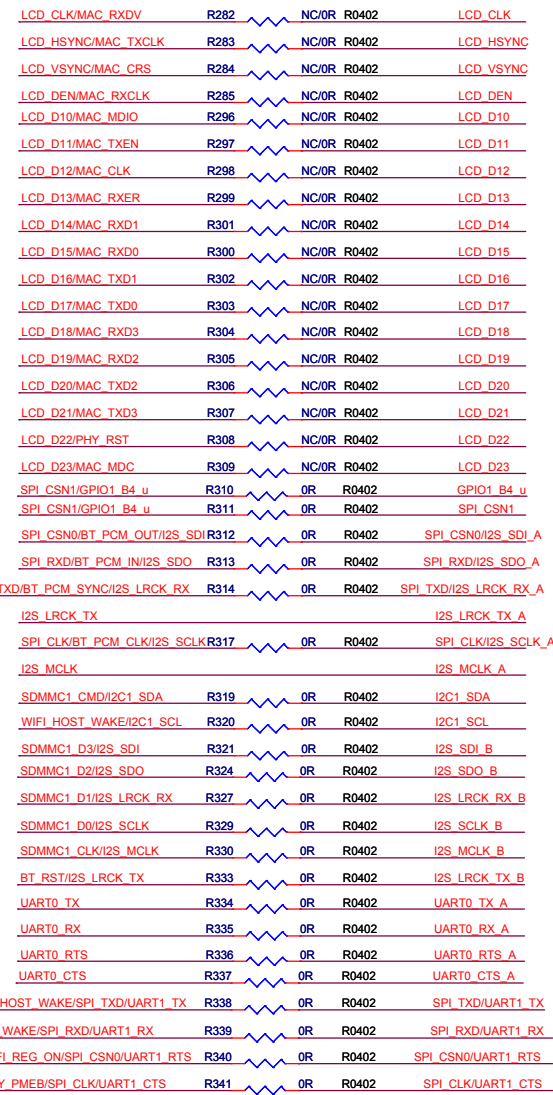 LCD_CLK/MAC_RXDV R282 NC/0R R0402 LCD_CLK
LCD_HSYNC/MAC_TXCLK R283 NC/0R R0402 LCD_HSYNC
LCD_VSYNC/MAC_CRS R284 NC/0R R0402 LCD_VSYNC
LCD_DEN/MAC_RXCLK R285 NC/0R R0402 LCD_DEN
LCD_D10/MAC_MDIO R296 NC/0R R0402 LCD_D10
LCD_D11/MAC_TXEN R297 NC/0R R0402 LCD_D11
LCD_D12/MAC_CLK R298 NC/0R R0402 LCD_D12
LCD_D13/MAC_RXER R299 NC/0R R0402 LCD_D13
LCD_D14/MAC_RXD1 R301 NC/0R R0402 LCD_D14
LCD_D15/MAC_RXD0 R300 NC/0R R0402 LCD_D15
LCD_D16/MAC_TXD1 R302 NC/0R R0402 LCD_D16
LCD_D17/MAC_TXD0 R303 NC/0R R0402 LCD_D17
LCD_D18/MAC_RXD3 R304 NC/0R R0402 LCD_D18
LCD_D19/MAC_RXD2 R305 NC/0R R0402 LCD_D19
LCD_D20/MAC_TXD2 R306 NC/0R R0402 LCD_D20
LCD_D21/MAC_TXD3 R307 NC/0R R0402 LCD_D21
LCD_D22/PHY_RST R308 NC/0R R0402 LCD_D22
LCD_D23/MAC_MDC R309 NC/0R R0402 LCD_D23
SPI_CSN1/GPIO1_B4_u R310 0R R0402 GPIO1_B4_u
SPI_CSN1/GPIO1_B4_u R311 0R R0402 SPI_CSN1
SPI_CSN0/BT_PCM_OUT/I2S_SDI R312 0R R0402 SPI_CSN0/I2S_SDI_A
SPI_RXD/BT_PCM_IN/I2S_SDO R313 0R R0402 SPI_RXD/I2S_SDO_A
TXD/BT_PCM_SYNC/I2S_LRCK_RX R314 0R R0402 SPI_TXD/I2S_LRCK_RX_A
I2S_LRCK_TX I2S_LRCK_TX_A
SPI_CLK/BT_PCM_CLK/I2S_SCLK R317 0R R0402 SPI_CLK/I2S_SCLK_A
I2S_MCLK I2S_MCLK_A
SDMMC1_CMD/I2C1_SDA R319 0R R0402 I2C1_SDA
WIFI_HOST_WAKE/I2C1_SCL R320 0R R0402 I2C1_SCL
SDMMC1_D3/I2S_SDI R321 0R R0402 I2S_SDI_B
SDMMC1_D2/I2S_SDO R324 0R R0402 I2S_SDO_B
SDMMC1_D1/I2S_LRCK_RX R327 0R R0402 I2S_LRCK_RX_B
SDMMC1_D0/I2S_SCLK R329 0R R0402 I2S_SCLK_B
SDMMC1_CLK/I2S_MCLK R330 0R R0402 I2S_MCLK_B
BT_RST/I2S_LRCK_TX R333 0R R0402 I2S_LRCK_TX_B
UART0_TX R334 0R R0402 UART0_TX_A
UART0_RX R335 0R R0402 UART0_RX_A
UART0_RTS R336 0R R0402 UART0_RTS_A
UART0_CTS R337 0R R0402 UART0_CTS_A
HOST_WAKE/SPI_TXD/UART1_TX R338 0R R0402 SPI_TXD/UART1_TX
WAKE/SPI_RXD/UART1_RX R339 0R R0402 SPI_RXD/UART1_RX
FI_REG_ON/SPI_CSN0/UART1_RTS R340 0R R0402 SPI_CSN0/UART1_RTS
Y_PMEB/SPI_CLK/UART1_CTS R341 0R R0402 SPI_CLK/UART1_CTS